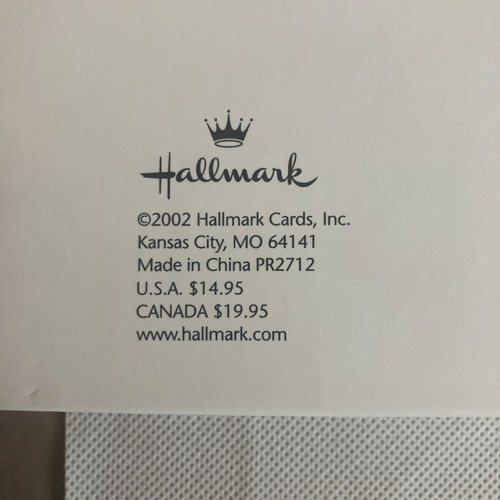 Hallmark
©2002 Hallmark Cards, Inc.
Kansas City, MO 64141
Made in China PR2712
U.S.A. $14.95
CANADA $19.95
www.hallmark.com